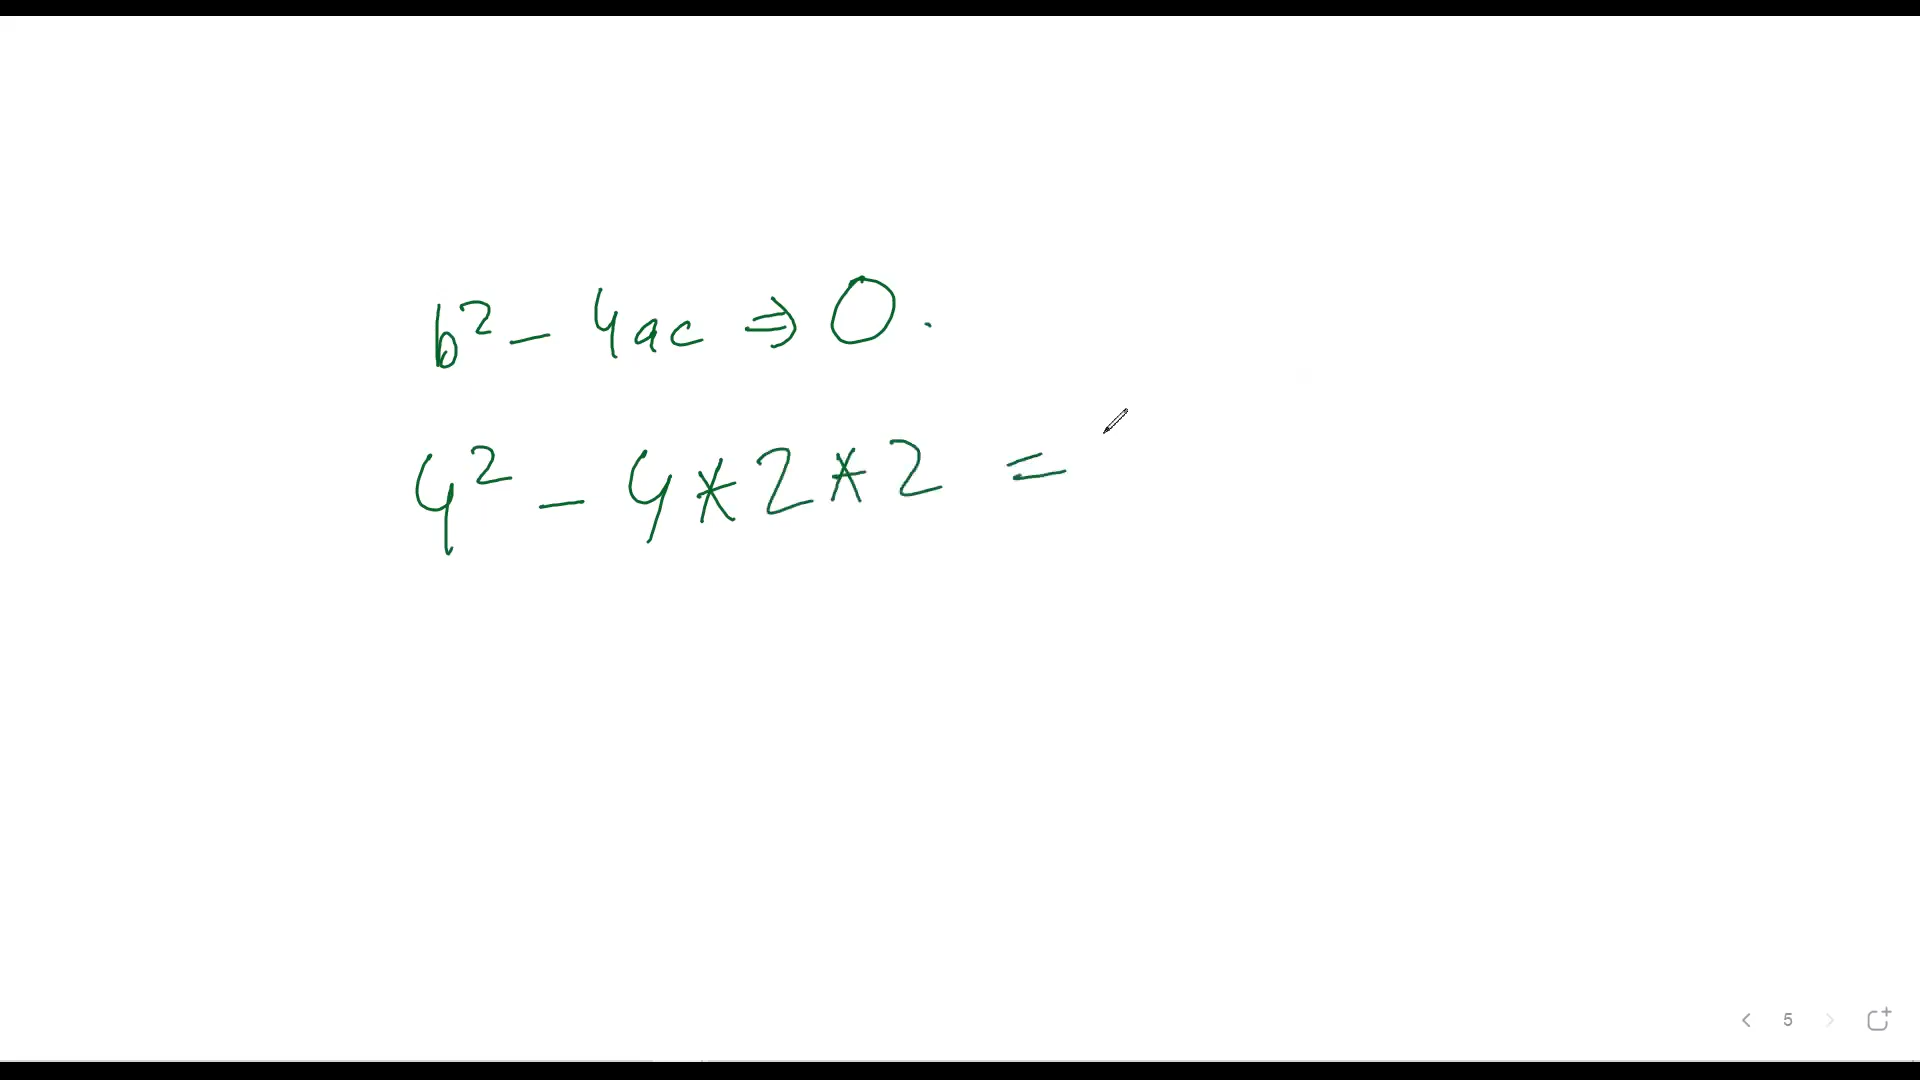 b² - 4ac ⇒ 0.
4² - 4*2*2 =
5